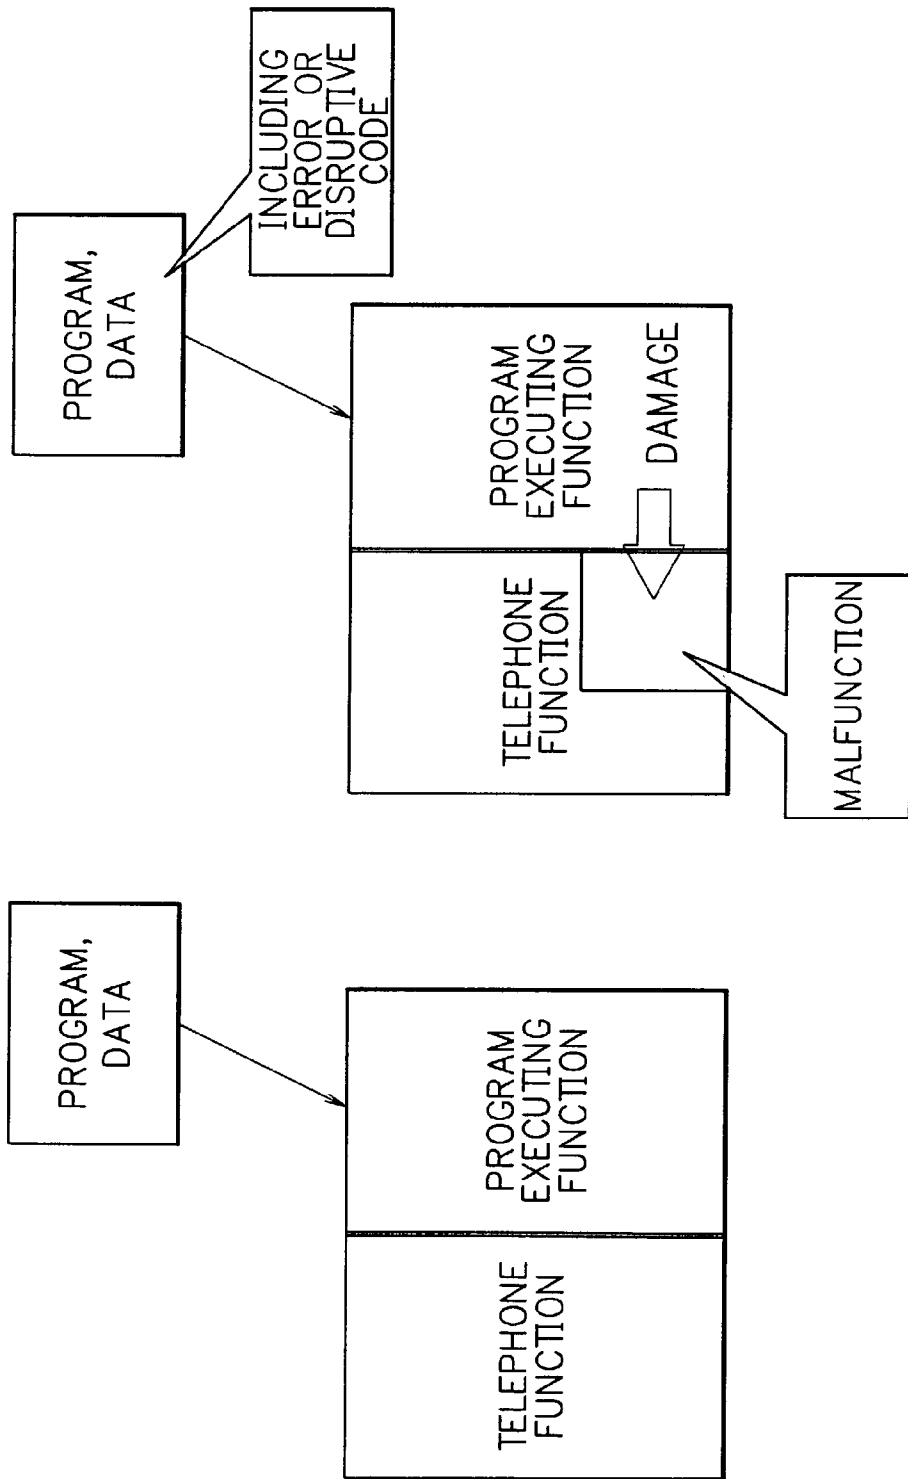 PROGRAM,
DATA
TELEPHONE
FUNCTION
PROGRAM
EXECUTING
FUNCTION
PROGRAM,
DATA
INCLUDING
ERROR OR
DISRUPTIVE
CODE
TELEPHONE
FUNCTION
PROGRAM
EXECUTING
FUNCTION
DAMAGE
MALFUNCTION